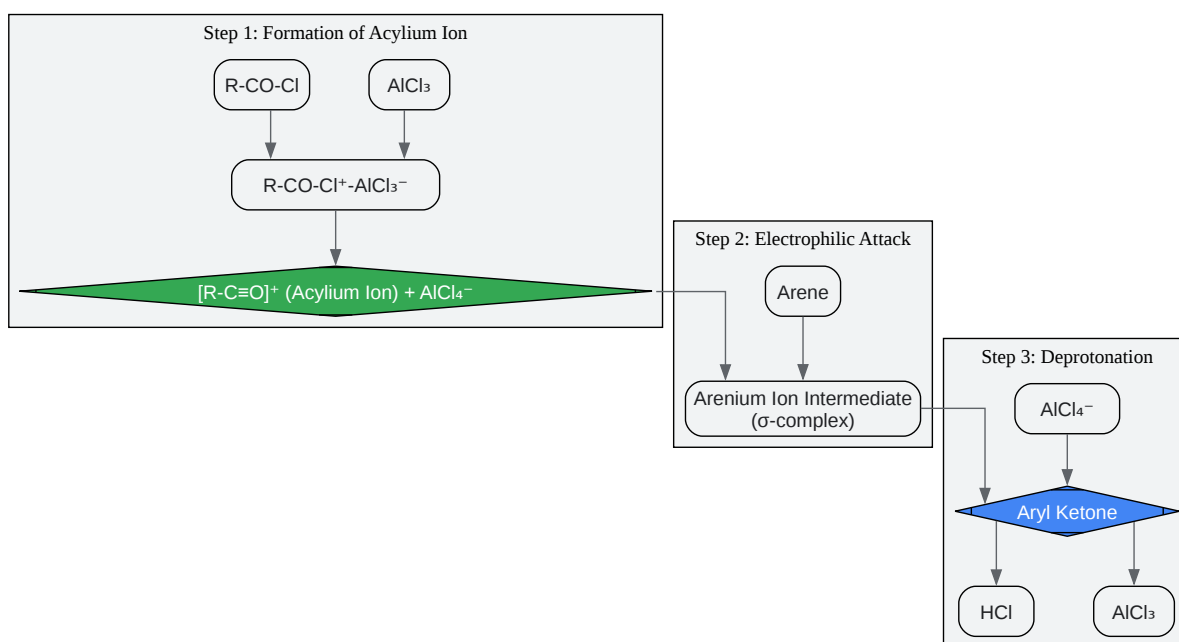 Step 1: Formation of Acylium Ion
R-CO-Cl
AlCl₃
R-CO-Cl⁺-AlCl₃⁻
[R-C≡O]⁺ (Acylium Ion) + AlCl₄⁻
Step 2: Electrophilic Attack
Arene
Arenium Ion Intermediate
(σ-complex)
Step 3: Deprotonation
AlCl₄⁻
Aryl Ketone
HCl
AlCl₃